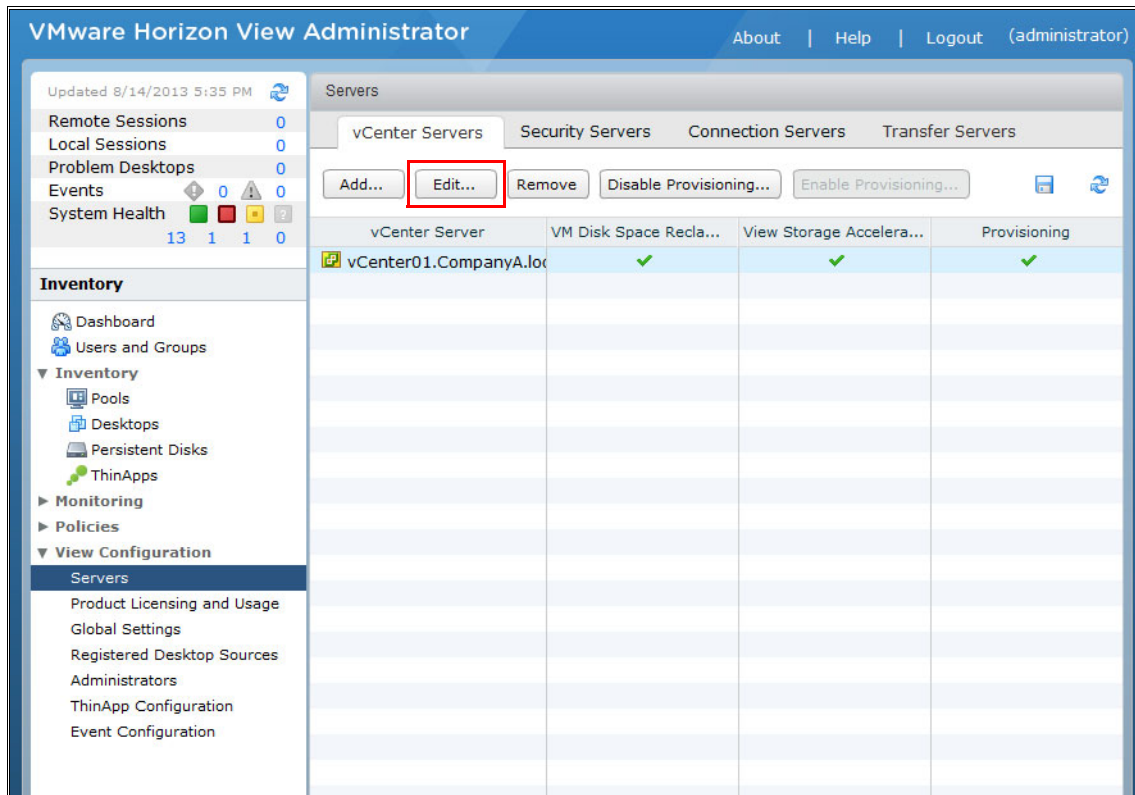 VMware Horizon View Administrator
About | Help | Logout (administrator)
Updated 8/14/2013 5:35 PM
Remote Sessions 0
Local Sessions 0
Problem Desktops 0
Events 0 0
System Health ?
13 1 1 0
Inventory
Dashboard
Users and Groups
Inventory
Pools
Desktops
Persistent Disks
ThinApps
Monitoring
Policies
View Configuration
Servers
Product Licensing and Usage
Global Settings
Registered Desktop Sources
Administrators
ThinApp Configuration
Event Configuration
Servers
vCenter Servers Security Servers Connection Servers Transfer Servers
Add... Edit... Remove Disable Provisioning... Enable Provisioning...
vCenter Server VM Disk Space Recla... View Storage Accelera... Provisioning
vCenter01.CompanyA.loc